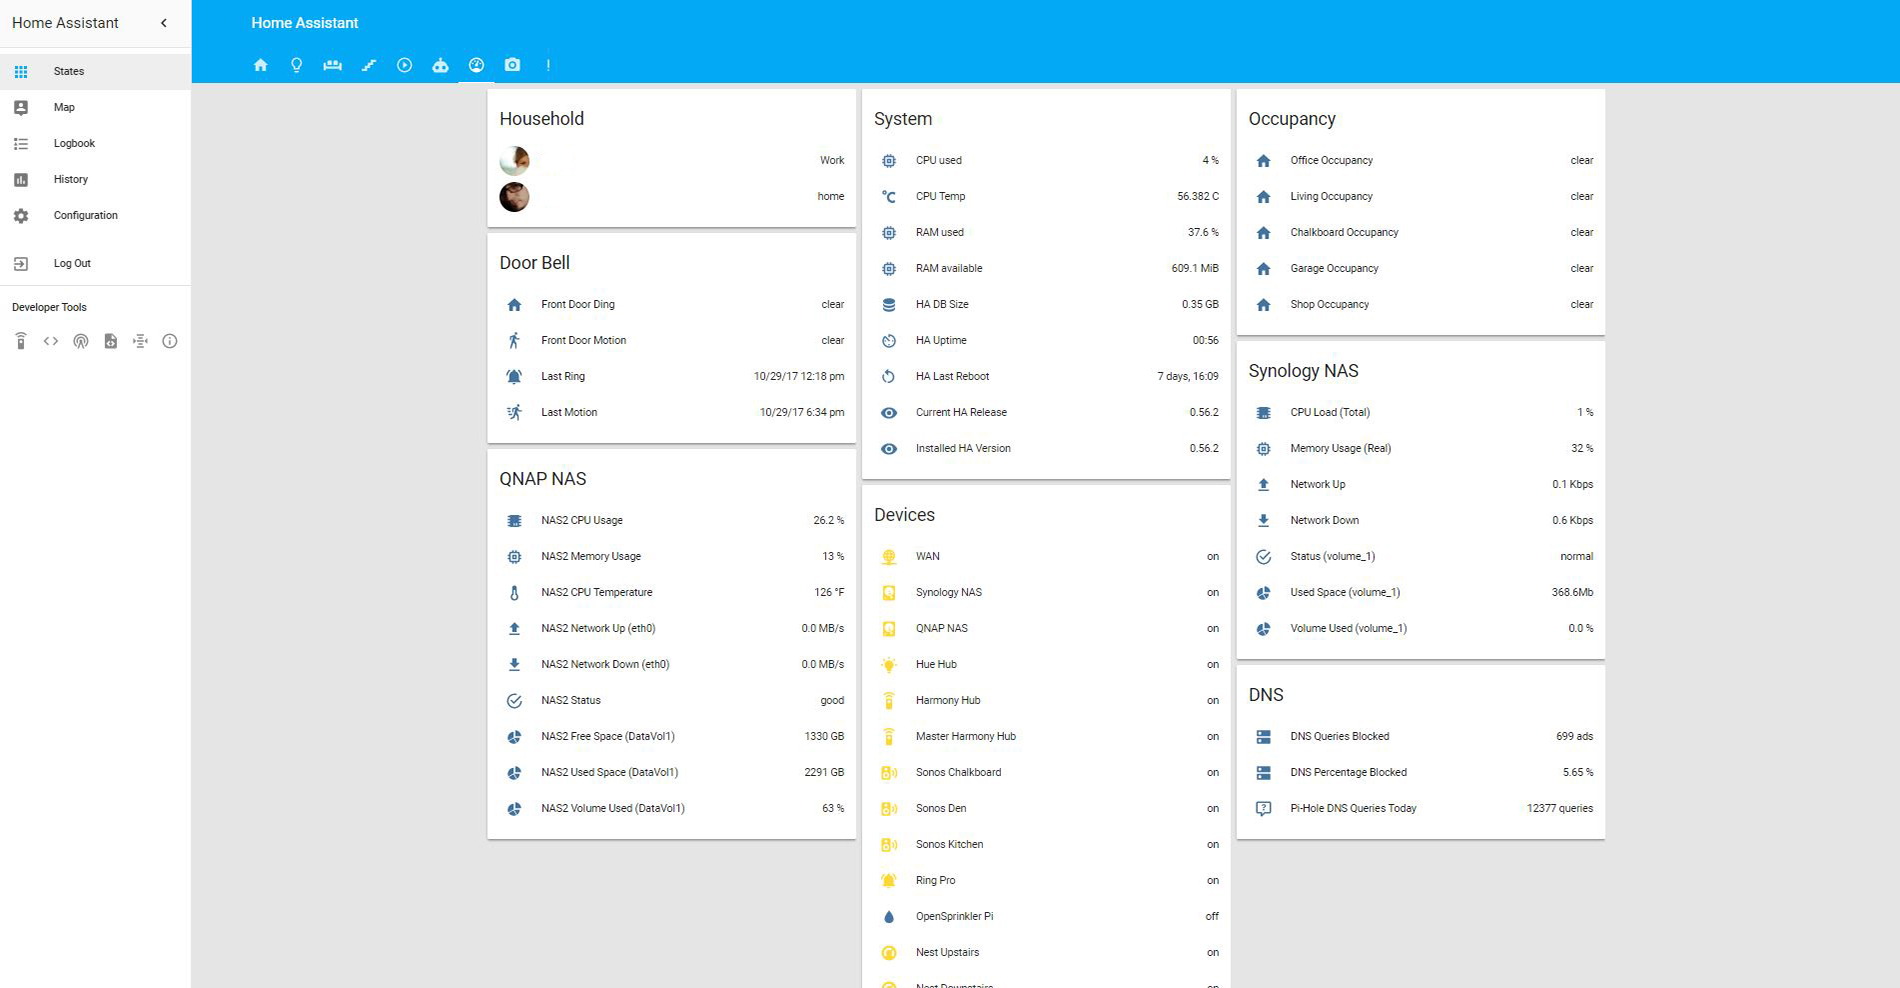 Home Assistant
States
Map
Logbook
History
Configuration
Log Out
Developer Tools
Home Assistant
Household
Work
home
Door Bell
Front Door Ding clear
Front Door Motion clear
Last Ring 10/29/17 12:18 pm
Last Motion 10/29/17 6:34 pm
QNAP NAS
NAS2 CPU Usage 26.2 %
NAS2 Memory Usage 13 %
NAS2 CPU Temperature 126 °F
NAS2 Network Up (eth0) 0.0 MB/s
NAS2 Network Down (eth0) 0.0 MB/s
NAS2 Status good
NAS2 Free Space (DataVol1) 1330 GB
NAS2 Used Space (DataVol1) 2291 GB
NAS2 Volume Used (DataVol1) 63 %
System
CPU used 4 %
°C CPU Temp 56.382 C
RAM used 37.6 %
RAM available 609.1 MiB
HA DB Size 0.35 GB
HA Uptime 00:56
HA Last Reboot 7 days, 16:09
Current HA Release 0.56.2
Installed HA Version 0.56.2
Devices
WAN on
Synology NAS on
QNAP NAS on
Hue Hub on
Harmony Hub on
Master Harmony Hub on
Sonos Chalkboard on
Sonos Den on
Sonos Kitchen on
Ring Pro on
OpenSprinkler Pi off
Nest Upstairs on
Nest Downstairs on
Occupancy
Office Occupancy clear
Living Occupancy clear
Chalkboard Occupancy clear
Garage Occupancy clear
Shop Occupancy clear
Synology NAS
CPU Load (Total) 1 %
Memory Usage (Real) 32 %
Network Up 0.1 Kbps
Network Down 0.6 Kbps
Status (volume_1) normal
Used Space (volume_1) 368.6Mb
Volume Used (volume_1) 0.0 %
DNS
DNS Queries Blocked 699 ads
DNS Percentage Blocked 5.65 %
Pi-Hole DNS Queries Today 12377 queries